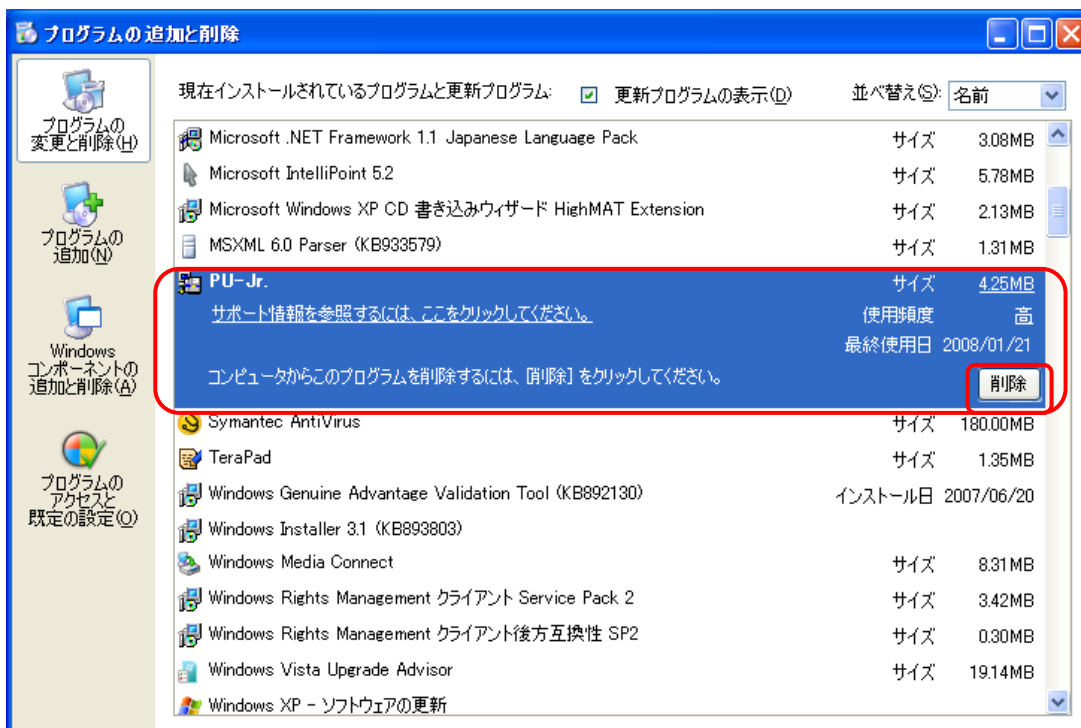 プログラムの追加と削除
プログラムの
変更と削除(H)
プログラムの
追加(N)
Windows
コンポーネントの
追加と削除(A)
プログラムの
アクセスと
既定の設定(O)
現在インストールされているプログラムと更新プログラム: 更新プログラムの表示(D) 並べ替え(S): 名前
Microsoft .NET Framework 1.1 Japanese Language Pack サイズ 3.08MB
Microsoft IntelliPoint 5.2 サイズ 5.78MB
Microsoft Windows XP CD 書き込みウィザード HighMAT Extension サイズ 2.13MB
MSXML 6.0 Parser (KB933579) サイズ 1.31MB
PU-Jr. サイズ 4.25MB
サポート情報を参照するには、ここをクリックしてください。 使用頻度 高
最終使用日 2008/01/21
コンピュータからこのプログラムを削除するには、[削除] をクリックしてください。 削除
Symantec AntiVirus サイズ 180.00MB
TeraPad サイズ 1.35MB
Windows Genuine Advantage Validation Tool (KB892130) インストール日 2007/06/20
Windows Installer 3.1 (KB893803)
Windows Media Connect サイズ 8.31MB
Windows Rights Management クライアント Service Pack 2 サイズ 3.42MB
Windows Rights Management クライアント後方互換性 SP2 サイズ 0.30MB
Windows Vista Upgrade Advisor サイズ 19.14MB
Windows XP - ソフトウェアの更新